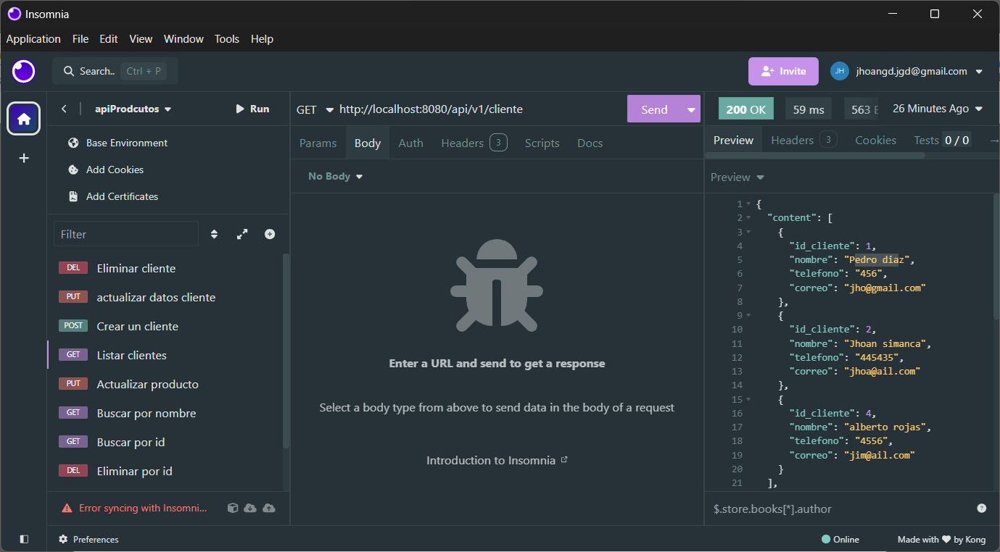 Insomnia
Application File Edit View Window Tools Help
Search.. Ctrl + P
Invite
JH jhoangd.jgd@gmail.com
apiProdcutos
Run
Base Environment
Add Cookies
Add Certificates
Filter
DEL Eliminar cliente
PUT actualizar datos cliente
POST Crear un cliente
GET Listar clientes
PUT Actualizar producto
GET Buscar por nombre
GET Buscar por id
DEL Eliminar por id
Error syncing with Insomni...
GET http://localhost:8080/api/v1/cliente
Send
Params Body Auth Headers 3 Scripts Docs
No Body
Enter a URL and send to get a response
Select a body type from above to send data in the body of a request
Introduction to Insomnia
200 OK 59 ms 563 26 Minutes Ago
Preview Headers 3 Cookies Tests 0 / 0 →
Preview
1 {
2 "content": [
3 {
4 "id_cliente": 1,
5 "nombre": "Pedro diaz",
6 "telefono": "456",
7 "correo": "jho@gmail.com"
8 },
9 {
10 "id_cliente": 2,
11 "nombre": "Jhoan simanca",
12 "telefono": "445435",
13 "correo": "jhoa@ail.com"
14 },
15 {
16 "id_cliente": 4,
17 "nombre": "alberto rojas",
18 "telefono": "4556",
19 "correo": "jim@ail.com"
20 }
21 ],
$.store.books[*].author
Preferences
Online
Made with ❤ by Kong